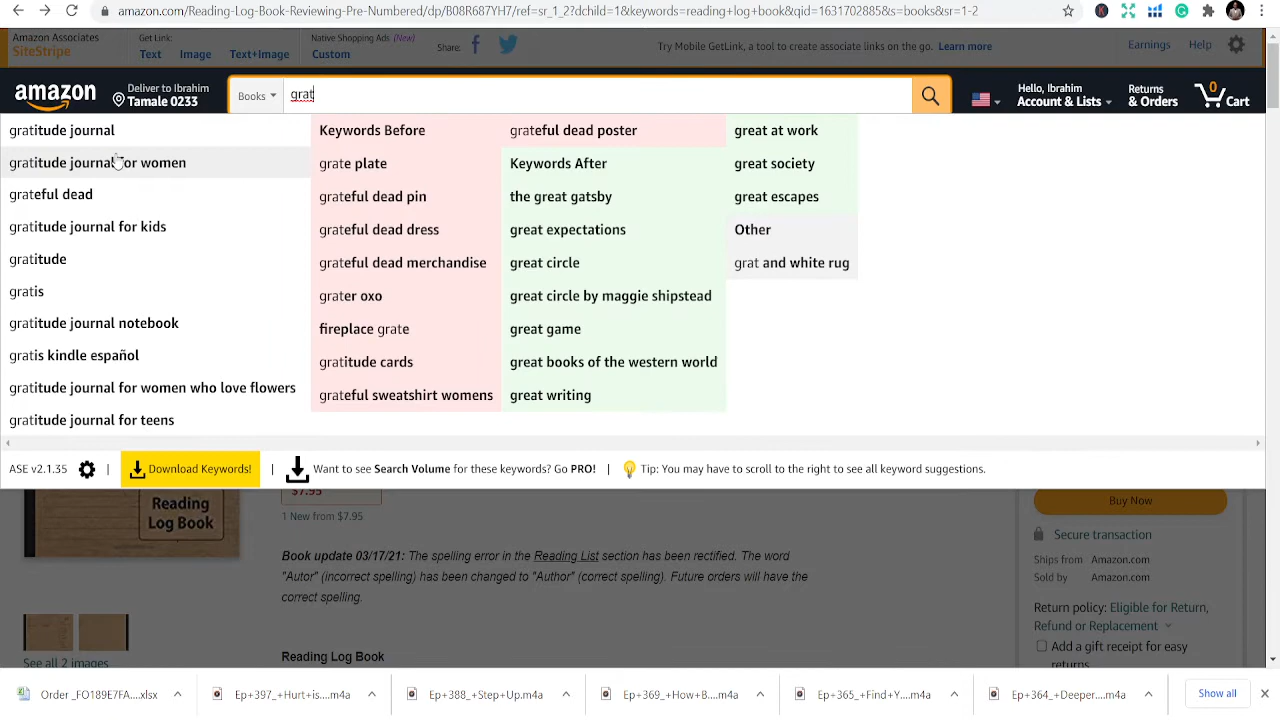 amazon.com/Reading-Log-Book-Reviewing-Pre-Numbered/dp/B08R687YH7/ref=sr_1_2?dchild=1&keywords=reading+log+book&qid=1631702885&s=books&sr=1-2
Amazon Associates
SiteStripe
Get Link:
Text Image Text+Image
Native Shopping Ads (New)
Custom
Share:
Try Mobile GetLink, a tool to create associate links on the go. Learn more
Earnings Help
amazon
Deliver to Ibrahim
Tamale 0233
Books
grat
Hello, Ibrahim
Account & Lists
Returns
& Orders
0
Cart
gratitude journal
gratitude journal for women
grateful dead
gratitude journal for kids
gratitude
gratis
gratitude journal notebook
gratis kindle español
gratitude journal for women who love flowers
gratitude journal for teens
Keywords Before
grate plate
grateful dead pin
grateful dead dress
grateful dead merchandise
grater oxo
fireplace grate
gratitude cards
grateful sweatshirt womens
grateful dead poster
Keywords After
the great gatsby
great expectations
great circle
great circle by maggie shipstead
great game
great books of the western world
great writing
great at work
great society
great escapes
Other
grat and white rug
ASE v2.1.35 | Download Keywords! | Want to see Search Volume for these keywords? Go PRO! | Tip: You may have to scroll to the right to see all keyword suggestions.
Reading
Log Book
See all 2 images
$7.95
1 New from $7.95
Book update 03/17/21: The spelling error in the Reading List section has been rectified. The word
"Autor" (incorrect spelling) has been changed to "Author" (correct spelling). Future orders will have the
correct spelling.
Reading Log Book
Buy Now
Secure transaction
Ships from Amazon.com
Sold by Amazon.com
Return policy: Eligible for Return,
Refund or Replacement
Add a gift receipt for easy
returns
Order _FO189E7FA....xlsx
Ep+397_+Hurt+is....m4a
Ep+388_+Step+Up.m4a
Ep+369_+How+B....m4a
Ep+365_+Find+Y....m4a
Ep+364_+Deeper....m4a
Show all